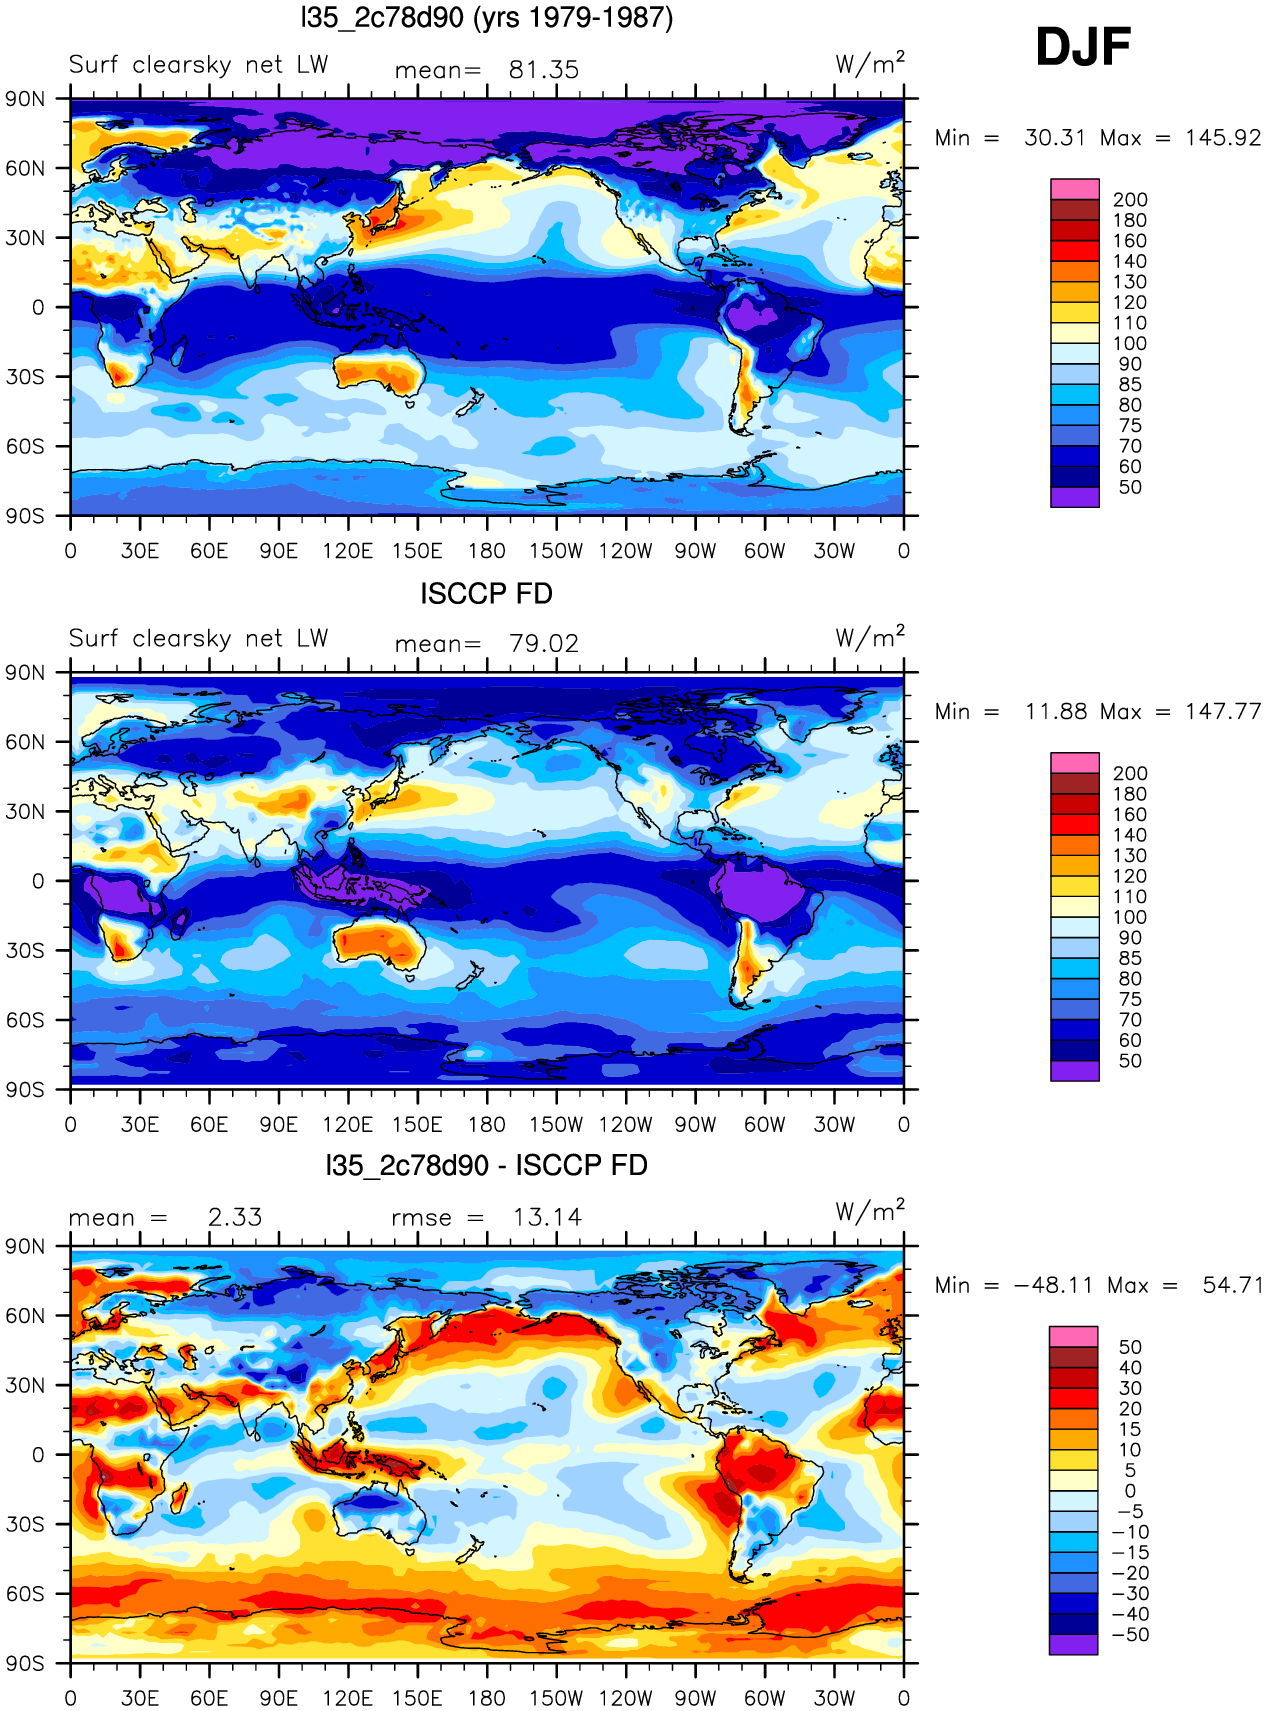 l35_2c78d90 (yrs 1979-1987)
DJF
Surf clearsky net LW mean= 81.35 W/m²
Min = 30.31 Max = 145.92
90N
60N
30N
0
30S
60S
90S
0 30E 60E 90E 120E 150E 180 150W 120W 90W 60W 30W 0
200
180
160
140
130
120
110
100
90
85
80
75
70
60
50
ISCCP FD
Surf clearsky net LW mean= 79.02 W/m²
Min = 11.88 Max = 147.77
90N
60N
30N
0
30S
60S
90S
0 30E 60E 90E 120E 150E 180 150W 120W 90W 60W 30W 0
200
180
160
140
130
120
110
100
90
85
80
75
70
60
50
l35_2c78d90 - ISCCP FD
mean = 2.33 rmse = 13.14 W/m²
Min = −48.11 Max = 54.71
90N
60N
30N
0
30S
60S
90S
0 30E 60E 90E 120E 150E 180 150W 120W 90W 60W 30W 0
50
40
30
20
15
10
5
0
−5
−10
−15
−20
−30
−40
−50